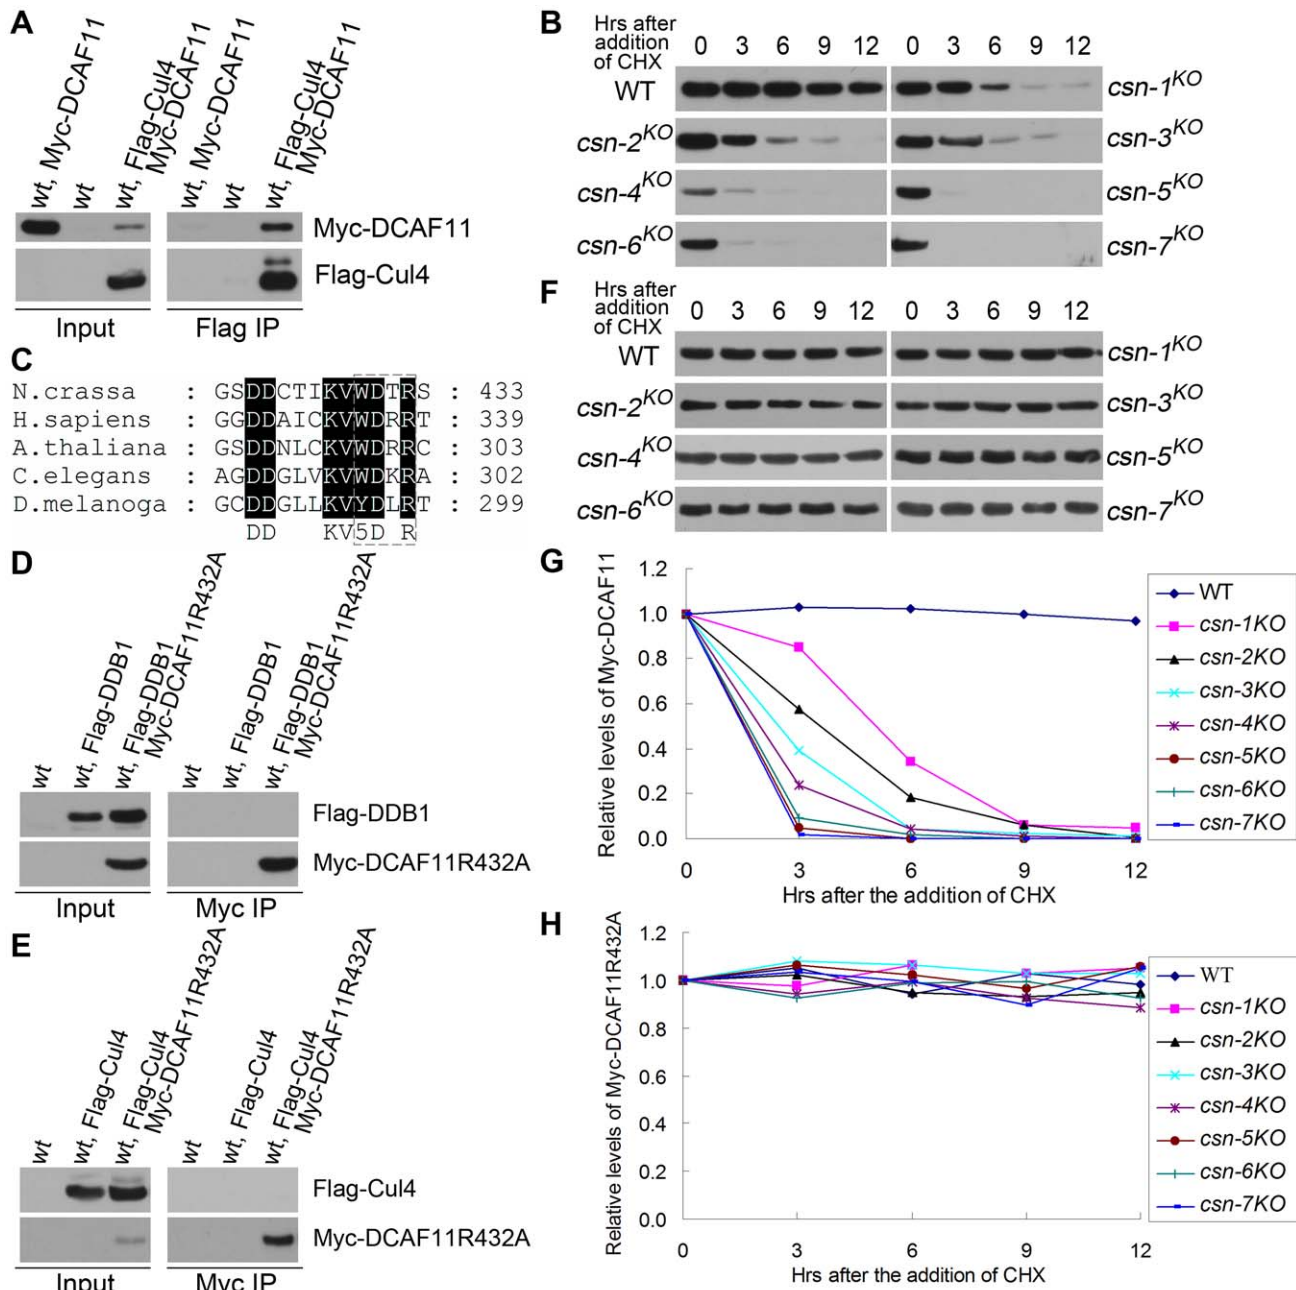 A
wt, Myc-DCAF11
wt
wt, Flag-Cul4
Myc-DCAF11
wt, Myc-DCAF11
wt
wt, Flag-Cul4
Myc-DCAF11
Myc-DCAF11
Flag-Cul4
Input
Flag IP
B
Hrs after
addition
of CHX
0 3 6 9 12 0 3 6 9 12
WT
csn-1KO
csn-2KO
csn-3KO
csn-4KO
csn-5KO
csn-6KO
csn-7KO
C
N.crassa : GSDDCTIKVWDTRS : 433
H.sapiens : GGDDAICKVWDRRT : 339
A.thaliana : GSDDNLCKVWDRRC : 303
C.elegans : AGDDGLVKVWDKRA : 302
D.melanoga : GCDDGLLKVYDLRT : 299
DD KV5D R
D
wt
wt, Flag-DDB1
wt, Flag-DDB1
Myc-DCAF11R432A
wt
wt, Flag-DDB1
wt, Flag-DDB1
Myc-DCAF11R432A
Flag-DDB1
Myc-DCAF11R432A
Input
Myc IP
E
wt
wt, Flag-Cul4
wt, Flag-Cul4
Myc-DCAF11R432A
wt
wt, Flag-Cul4
wt, Flag-Cul4
Myc-DCAF11R432A
Flag-Cul4
Myc-DCAF11R432A
Input
Myc IP
F
Hrs after
addition
of CHX
0 3 6 9 12 0 3 6 9 12
WT
csn-1KO
csn-2KO
csn-3KO
csn-4KO
csn-5KO
csn-6KO
csn-7KO
G
Relative levels of Myc-DCAF11
1.2
1.0
0.8
0.6
0.4
0.2
0.0
0 3 6 9 12
Hrs after the addition of CHX
WT
csn-1KO
csn-2KO
csn-3KO
csn-4KO
csn-5KO
csn-6KO
csn-7KO
H
Relative levels of Myc-DCAF11R432A
1.2
1.0
0.8
0.6
0.4
0.2
0.0
0 3 6 9 12
Hrs after the addition of CHX
WT
csn-1KO
csn-2KO
csn-3KO
csn-4KO
csn-5KO
csn-6KO
csn-7KO